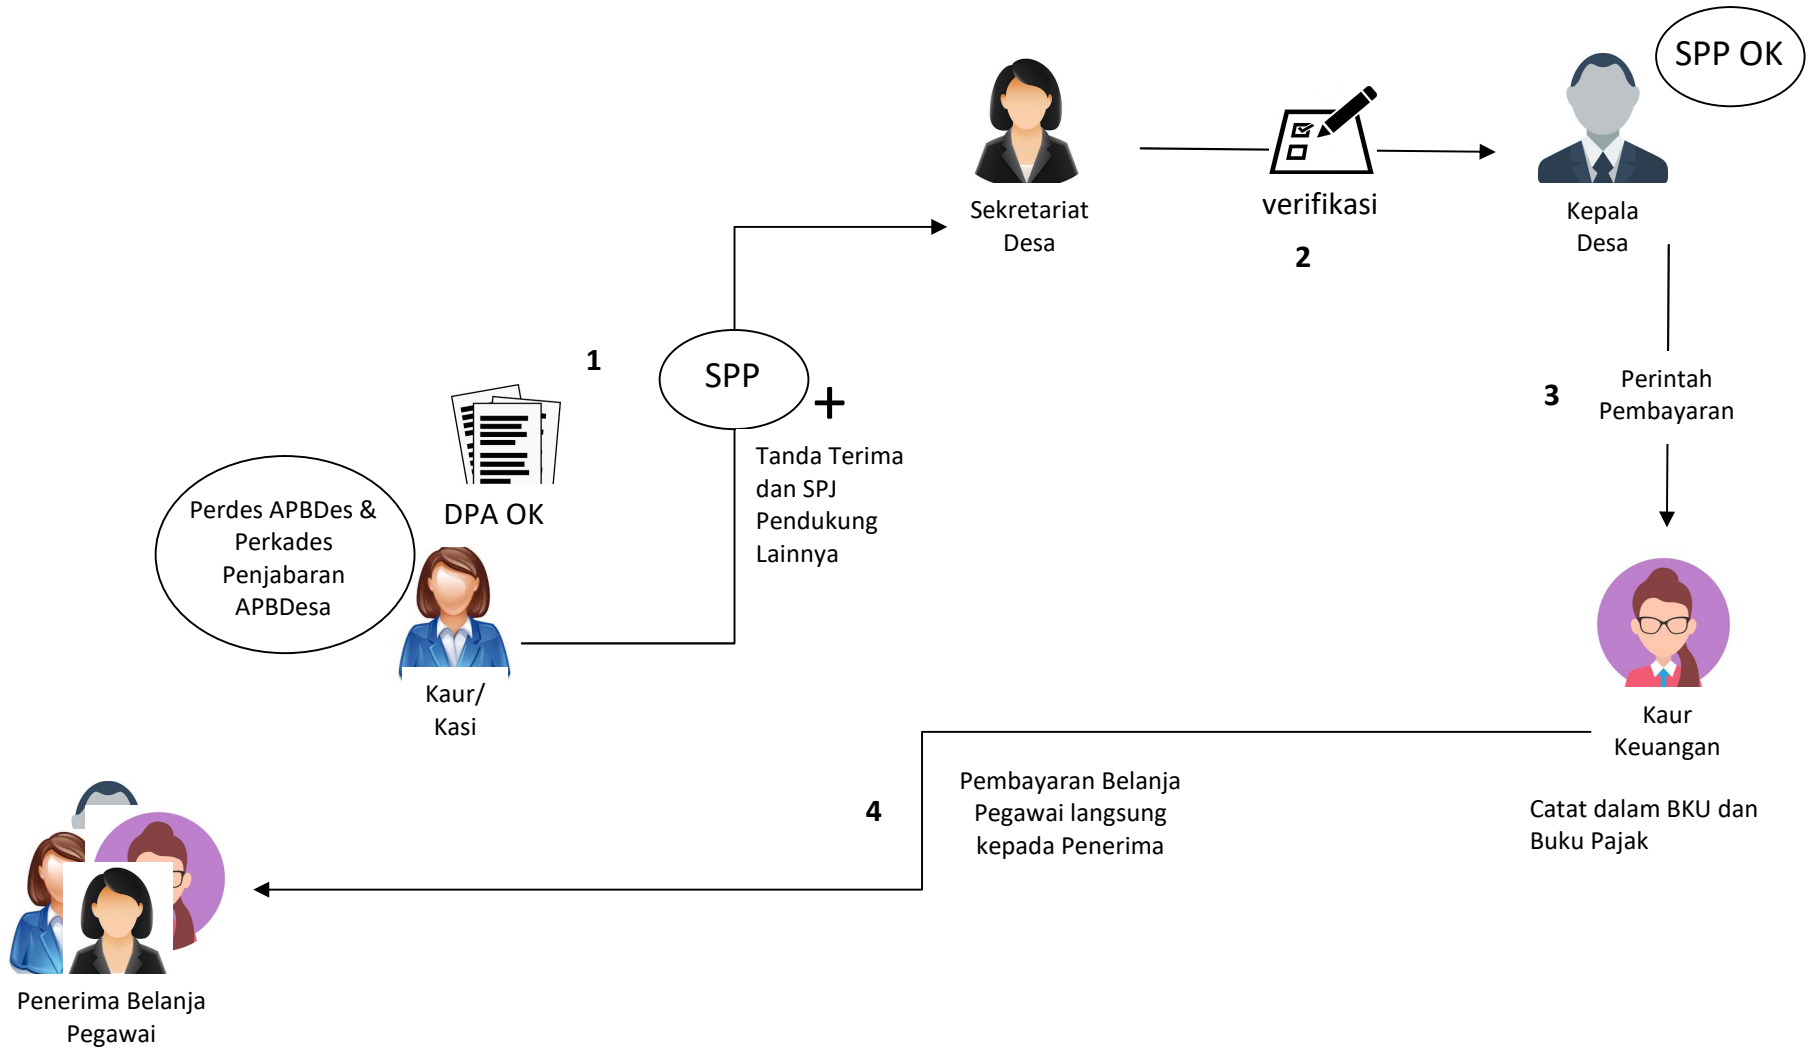 SPP OK
Sekretariat
Desa
verifikasi
2
Kepala
Desa
1
SPP
+
Tanda Terima
dan SPJ
Pendukung
Lainnya
3
Perintah
Pembayaran
DPA OK
Perdes APBDes &
Perkades
Penjabaran
APBDesa
Kaur/
Kasi
Kaur
Keuangan
Catat dalam BKU dan
Buku Pajak
4
Pembayaran Belanja
Pegawai langsung
kepada Penerima
Penerima Belanja
Pegawai